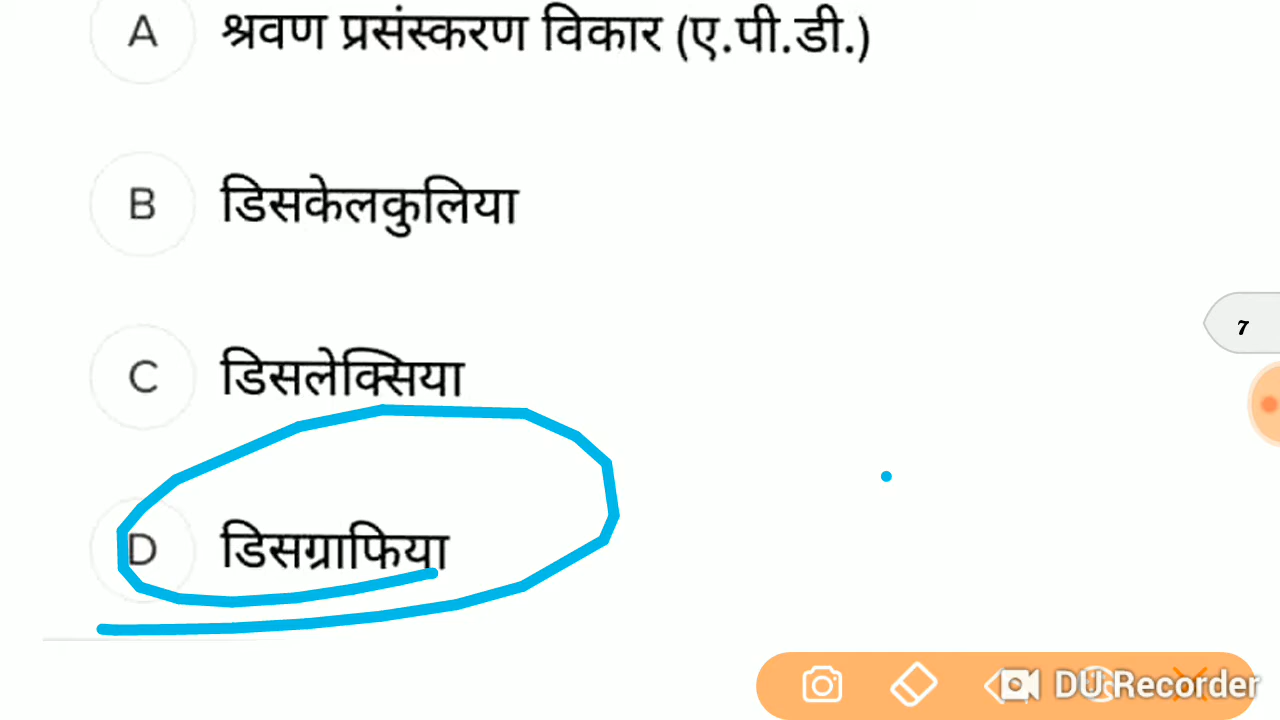 A श्रवण प्रसंस्करण विकार (ए.पी.डी.)
B डिसकेलकुलिया
7
C डिसलेक्सिया
D डिसग्राफिया
DU Recorder